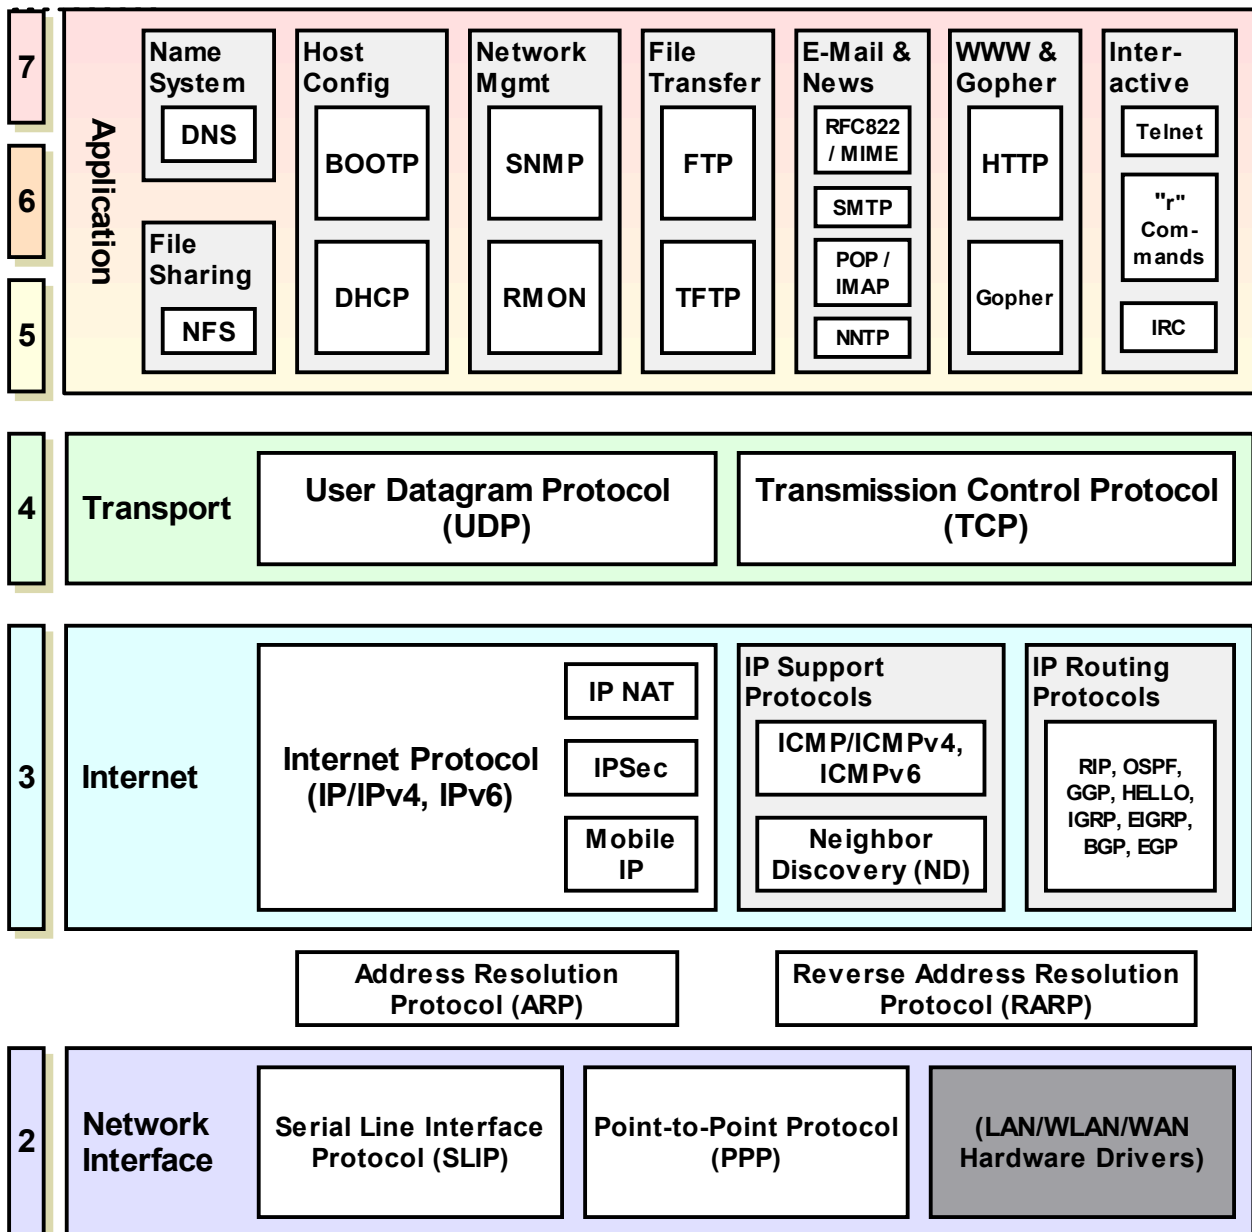 7
6
5
Application
Name
System
DNS
File
Sharing
NFS
Host
Config
BOOTP
DHCP
Network
Mgmt
SNMP
RMON
File
Transfer
FTP
TFTP
E-Mail &
News
RFC822
/ MIME
SMTP
POP /
IMAP
NNTP
WWW &
Gopher
HTTP
Gopher
Inter-
active
Telnet
"r"
Com-
mands
IRC
4
Transport
User Datagram Protocol
(UDP)
Transmission Control Protocol
(TCP)
3
Internet
Internet Protocol
(IP/IPv4, IPv6)
IP NAT
IPSec
Mobile
IP
IP Support
Protocols
ICMP/ICMPv4,
ICMPv6
Neighbor
Discovery (ND)
IP Routing
Protocols
RIP, OSPF,
GGP, HELLO,
IGRP, EIGRP,
BGP, EGP
Address Resolution
Protocol (ARP)
Reverse Address Resolution
Protocol (RARP)
2
Network
Interface
Serial Line Interface
Protocol (SLIP)
Point-to-Point Protocol
(PPP)
(LAN/WLAN/WAN
Hardware Drivers)